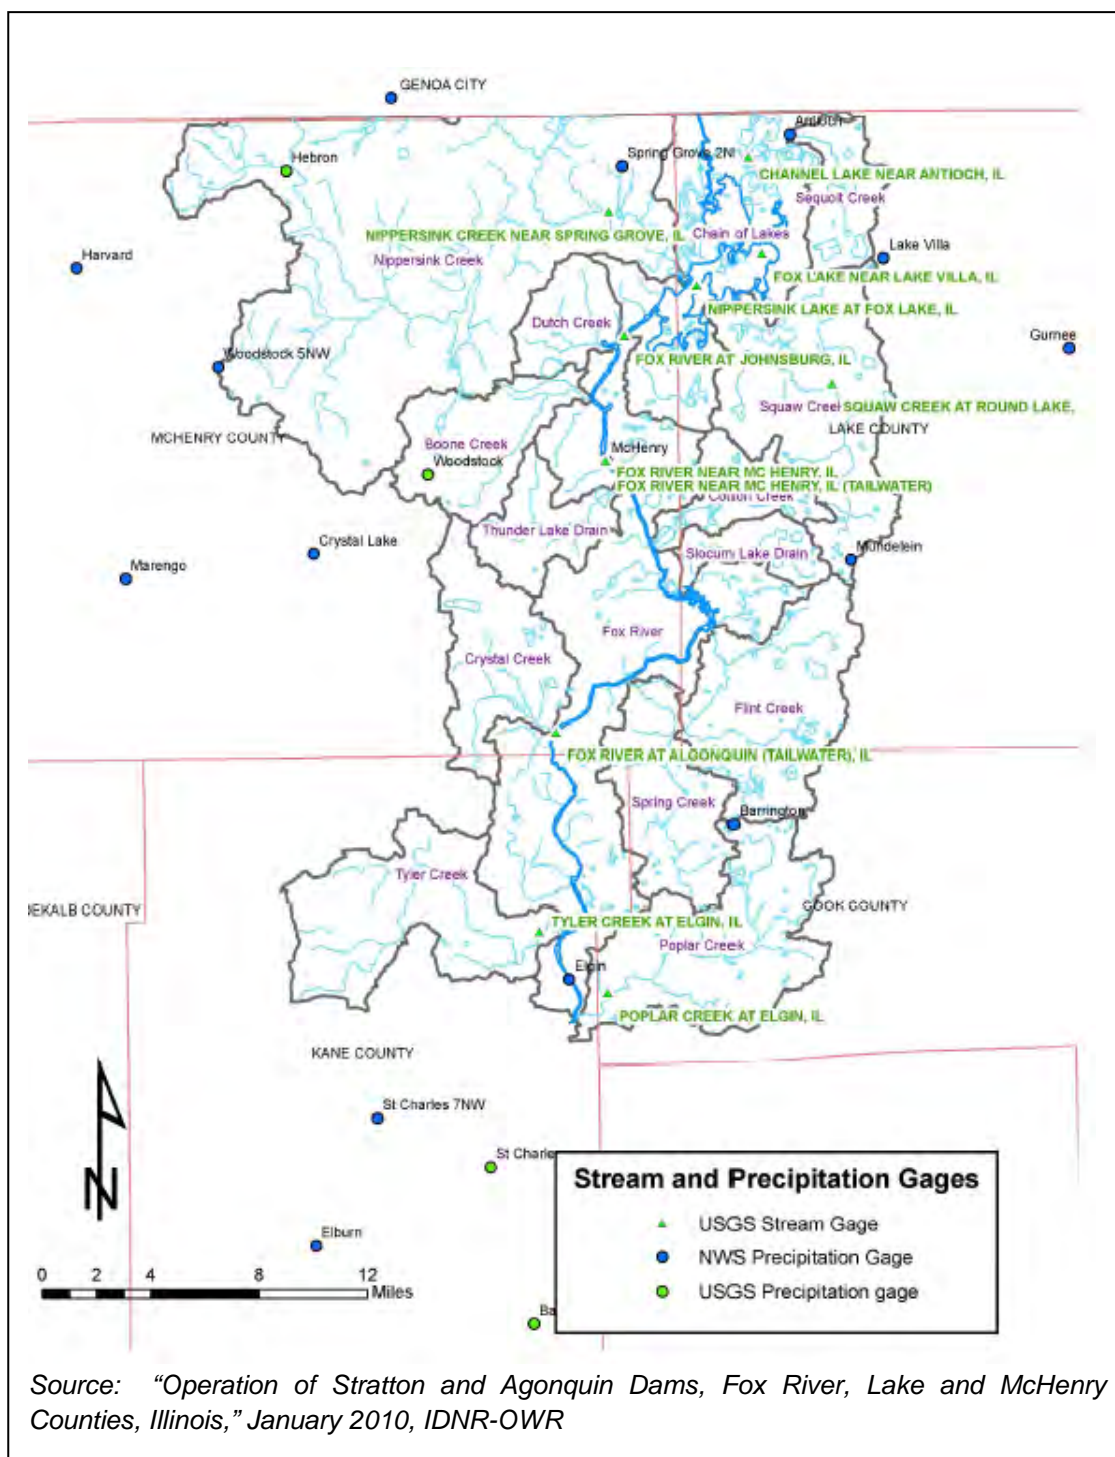 GENOA CITY
Antioch
Hebron
Spring Grove 2NI
CHANNEL LAKE NEAR ANTIOCH, IL
Sequoit Creek
NIPPERSINK CREEK NEAR SPRING GROVE, IL
Chain of Lakes
Lake Villa
Harvard
Nippersink Creek
FOX LAKE NEAR LAKE VILLA, IL
NIPPERSINK LAKE AT FOX LAKE, IL
Dutch Creek
Gurnee
Woodstock 5NW
FOX RIVER AT JOHNSBURG, IL
Squaw Creek
SQUAW CREEK AT ROUND LAKE,
MCHENRY COUNTY
LAKE COUNTY
Boone Creek
McHenry
Woodstock
FOX RIVER NEAR MC HENRY, IL
FOX RIVER NEAR MC HENRY, IL (TAILWATER)
Cotton Creek
Thunder Lake Drain
Crystal Lake
Slocum Lake Drain
Mundelein
Marengo
Fox River
Crystal Creek
Flint Creek
FOX RIVER AT ALGONQUIN (TAILWATER), IL
Spring Creek
Barrington
Tyler Creek
DEKALB COUNTY
COOK COUNTY
TYLER CREEK AT ELGIN, IL
Poplar Creek
Elgin
POPLAR CREEK AT ELGIN, IL
KANE COUNTY
St Charles 7NW
St Charle
N
Elburn
0 2 4 8 12
Miles
Ba
Stream and Precipitation Gages
USGS Stream Gage
NWS Precipitation Gage
USGS Precipitation gage
Source: "Operation of Stratton and Agonquin Dams, Fox River, Lake and McHenry
Counties, Illinois," January 2010, IDNR-OWR